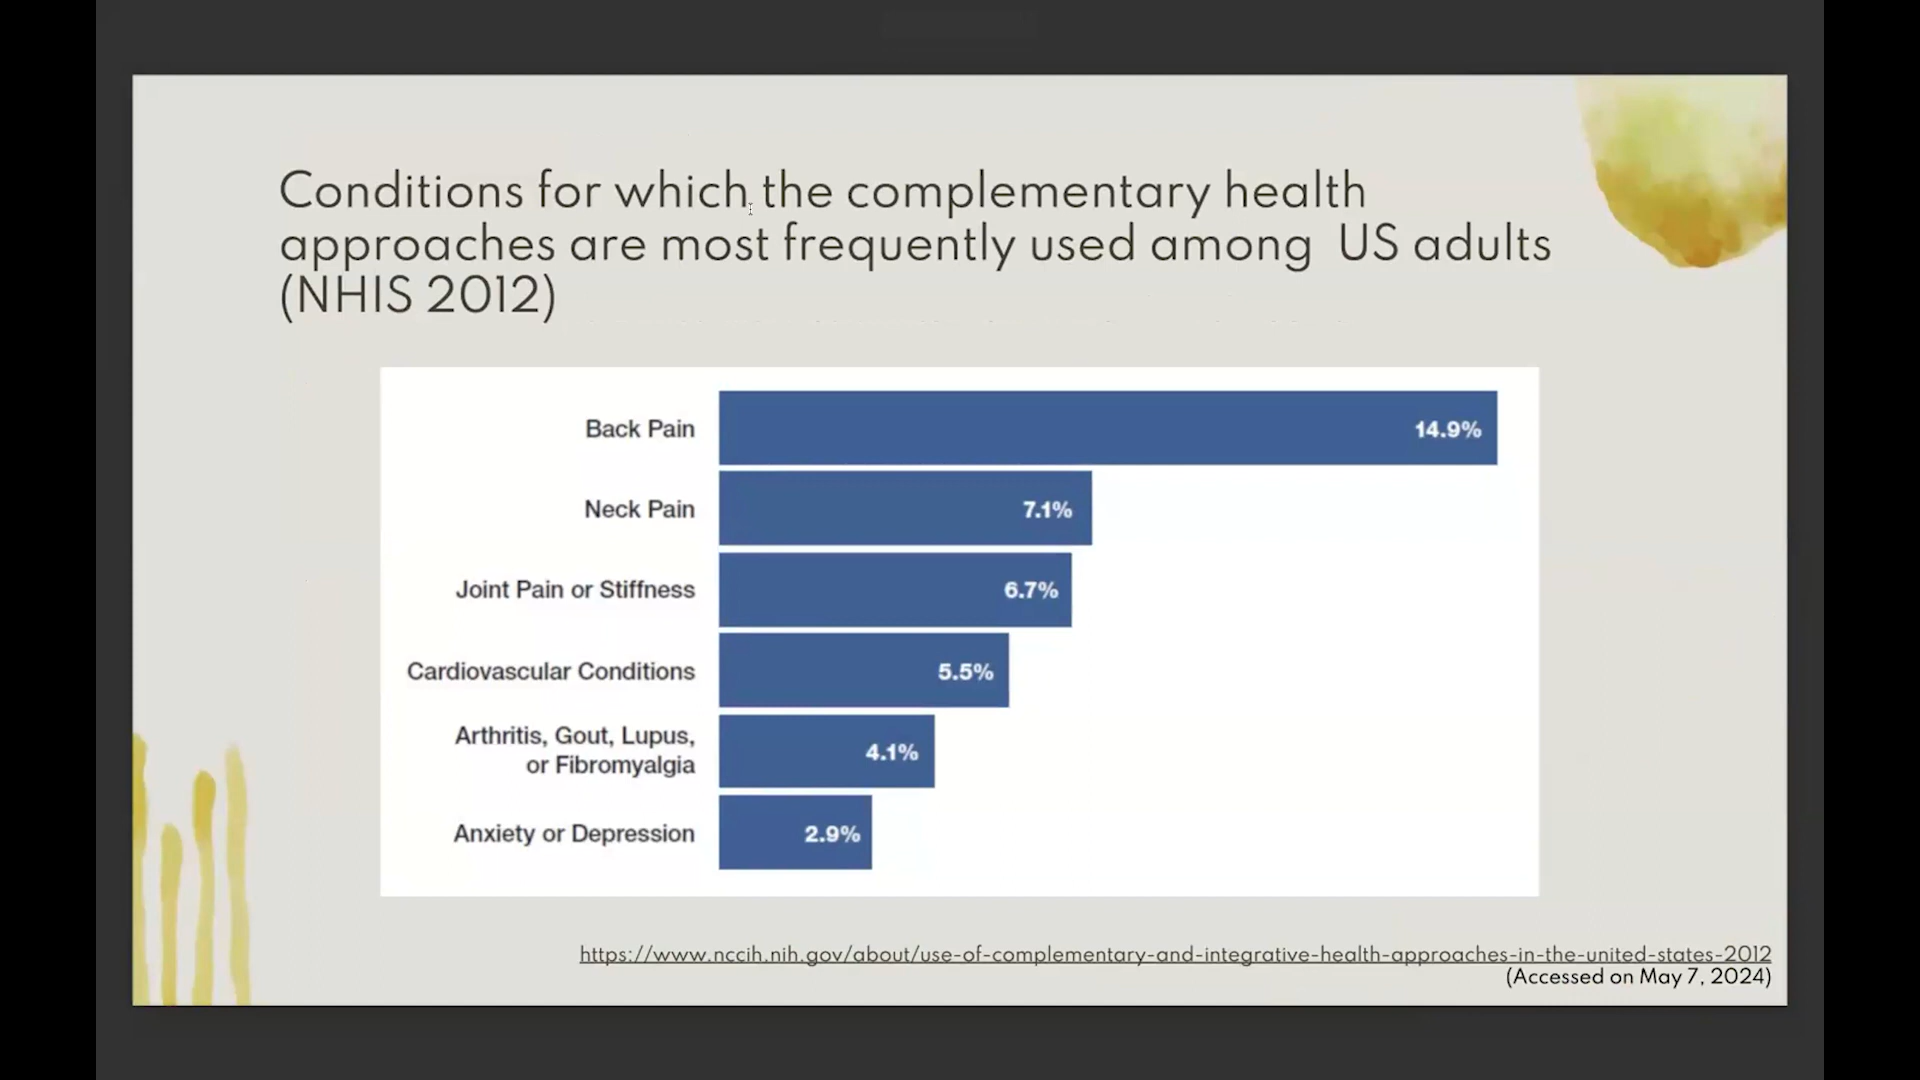 Conditions for which the complementary health
approaches are most frequently used among US adults
(NHIS 2012)
Back Pain
14.9%
Neck Pain
7.1%
Joint Pain or Stiffness
6.7%
Cardiovascular Conditions
5.5%
Arthritis, Gout, Lupus,
or Fibromyalgia
4.1%
Anxiety or Depression
2.9%
https://www.nccih.nih.gov/about/use-of-complementary-and-integrative-health-approaches-in-the-united-states-2012
(Accessed on May 7, 2024)